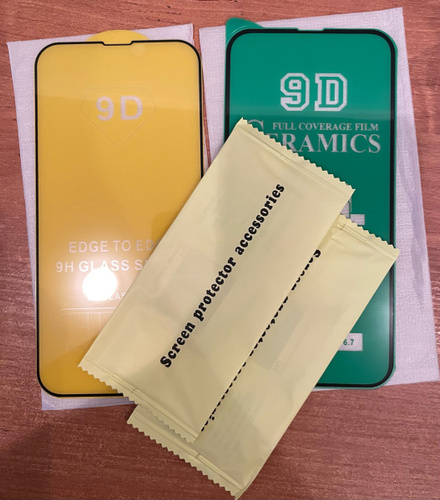 9D
EDGE TO
9H GLASS
9D
FULL COVERAGE FILM
CERAMICS
6.7
Screen protector accessories